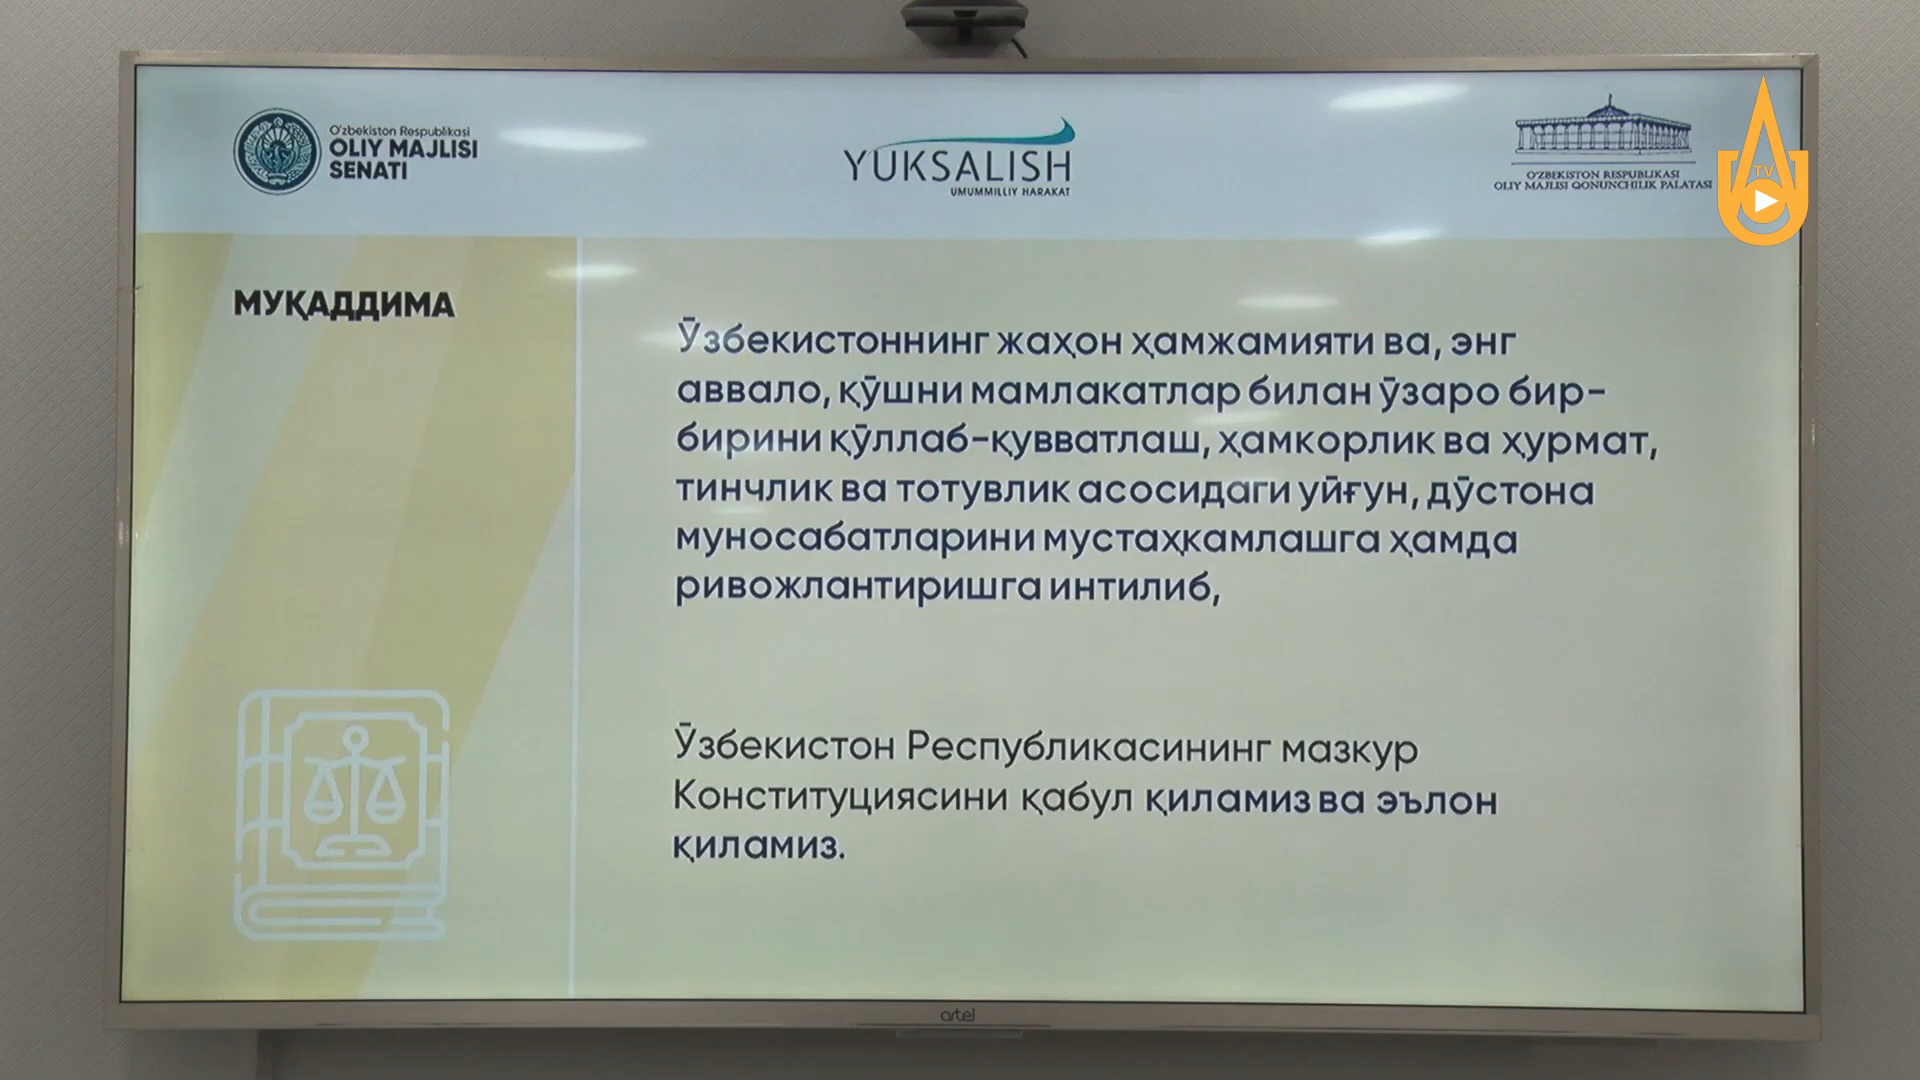 O'zbekiston Respublikasi
OLIY MAJLISI
SENATI
YUKSALISH
UMUMMILLIY HARAKAT
O'ZBEKISTON RESPUBLIKASI
OLIY MAJLISI QONUNCHILIK PALATASI
TV
МУҚАДДИМА
Ўзбекистоннинг жаҳон ҳамжамияти ва, энг
аввало, қўшни мамлакатлар билан ўзаро бир-
бирини қўллаб-қувватлаш, ҳамкорлик ва ҳурмат,
тинчлик ва тотувлик асосидаги уйғун, дўстона
муносабатларини мустаҳкамлашга ҳамда
ривожлантиришга интилиб,
Ўзбекистон Республикасининг мазкур
Конституциясини қабул қиламиз ва эълон
қиламиз.
artel